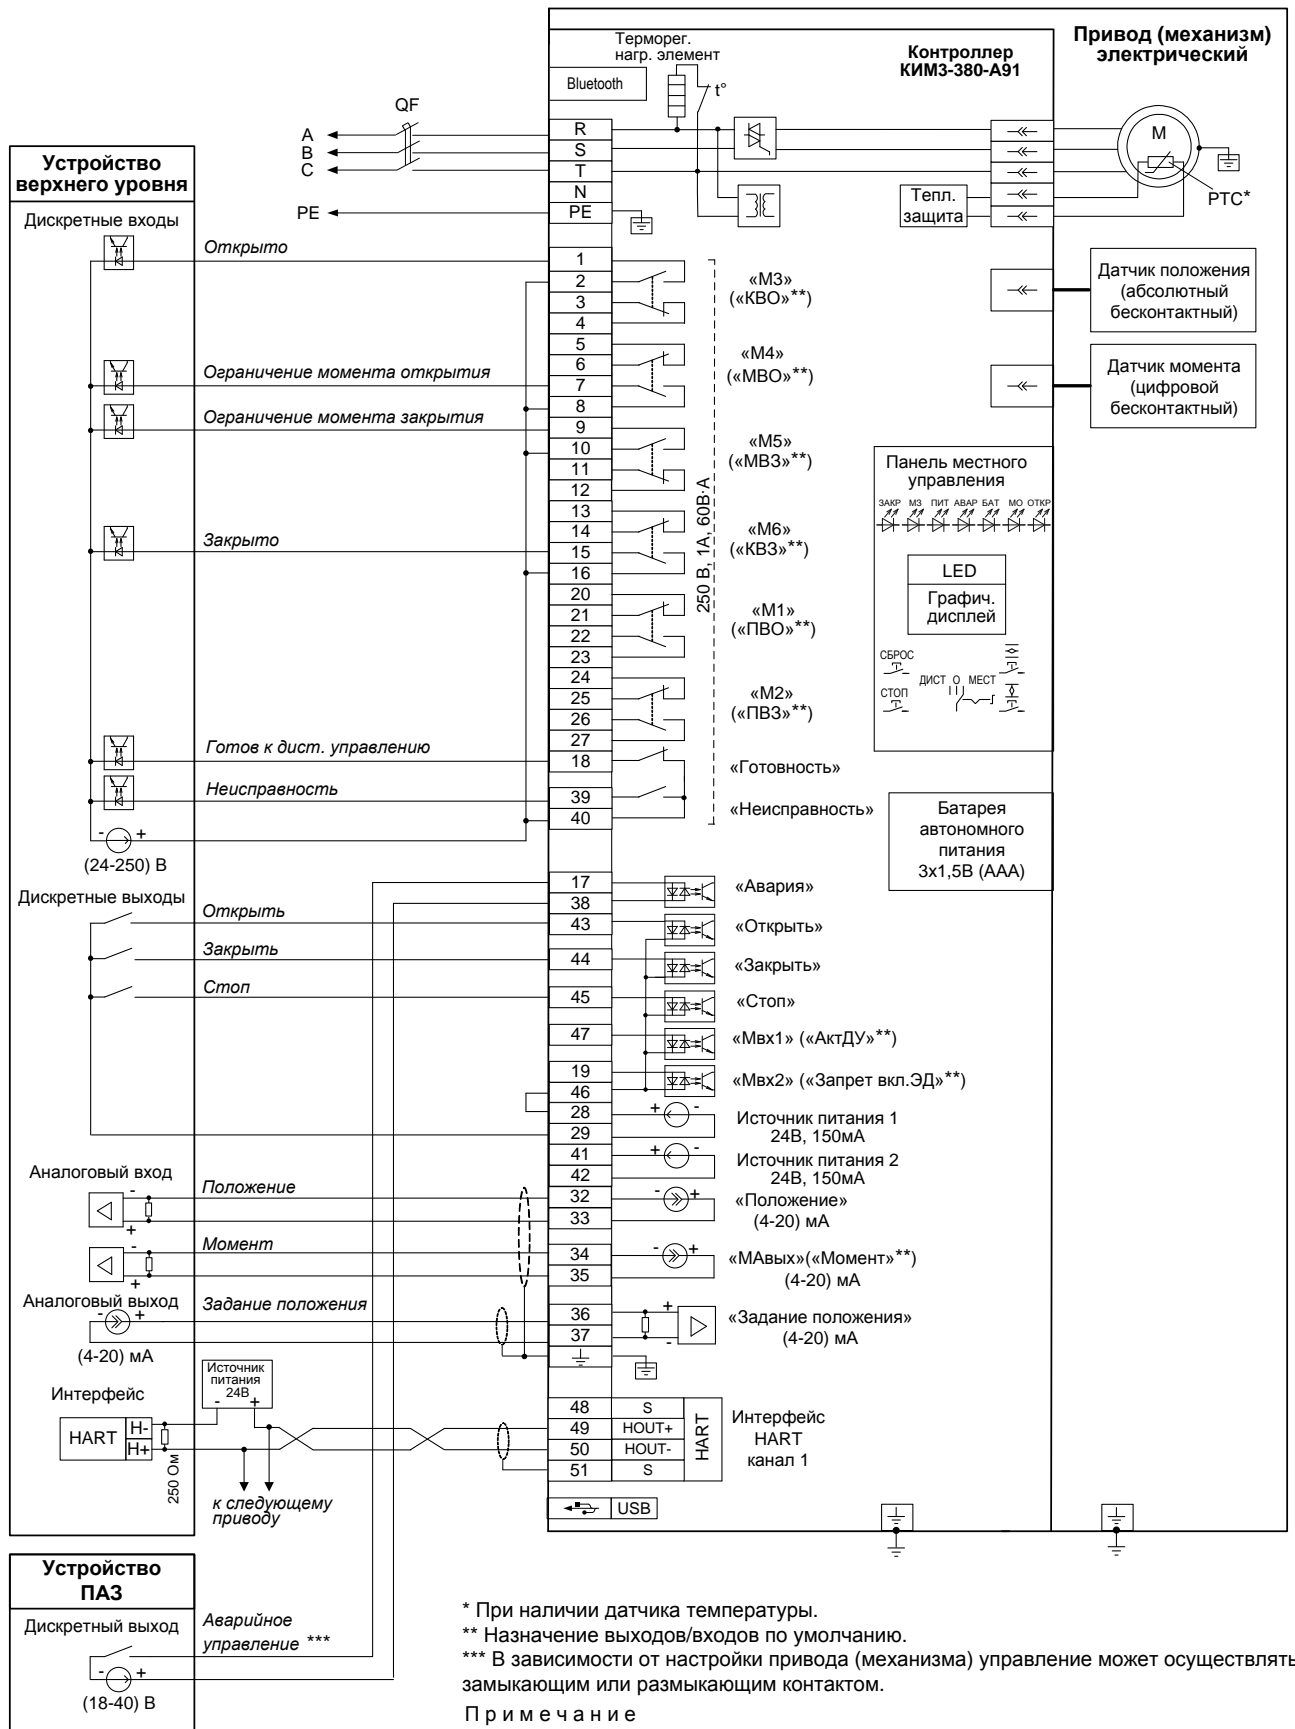 Привод (механизм)
электрический
Контроллер
КИМ3-380-А91
Терморег.
нагр. элемент
t°
Bluetooth
QF
A
B
C
PE
R
S
T
N
PE
М
РТС*
Тепл.
защита
Устройство
верхнего уровня
Дискретные входы
Открыто
Ограничение момента открытия
Ограничение момента закрытия
Закрыто
Готов к дист. управлению
Неисправность
- +
(24-250) В
1
2
3
4
5
6
7
8
9
10
11
12
13
14
15
16
20
21
22
23
24
25
26
27
18
39
40
«М3»
(«КВО»**)
«М4»
(«МВО»**)
«М5»
(«МВЗ»**)
«М6»
(«КВЗ»**)
«М1»
(«ПВО»**)
«М2»
(«ПВЗ»**)
«Готовность»
«Неисправность»
250 В, 1А, 60В·А
Датчик положения
(абсолютный
бесконтактный)
Датчик момента
(цифровой
бесконтактный)
Панель местного
управления
ЗАКР МЗ ПИТ АВАР БАТ МО ОТКР
LED
Графич.
дисплей
СБРОС
СТОП
ДИСТ О МЕСТ
Батарея
автономного
питания
3х1,5В (ААА)
Дискретные выходы
Открыть
Закрыть
Стоп
17
38
43
44
45
47
19
46
28
29
41
42
32
33
34
35
36
37
«Авария»
«Открыть»
«Закрыть»
«Стоп»
«Мвх1» («АктДУ»**)
«Мвх2» («Запрет вкл.ЭД»**)
+ -
Источник питания 1
24В, 150мА
+ -
Источник питания 2
24В, 150мА
- +
«Положение»
(4-20) мА
- +
«МАвых»(«Момент»**)
(4-20) мА
+
-
«Задание положения»
(4-20) мА
Аналоговый вход
-
+
Положение
-
+
Момент
Аналоговый выход
- +
Задание положения
(4-20) мА
Источник
питания
24В
- +
Интерфейс
HART
H-
H+
250 Ом
к следующему
приводу
48
49
50
51
S
HOUT+
HOUT-
S
HART
Интерфейс
HART
канал 1
USB
Устройство
ПАЗ
Дискретный выход
- +
(18-40) В
Аварийное
управление ***
* При наличии датчика температуры.
** Назначение выходов/входов по умолчанию.
*** В зависимости от настройки привода (механизма) управление может осуществлять
замыкающим или размыкающим контактом.
П р и м е ч а н и е